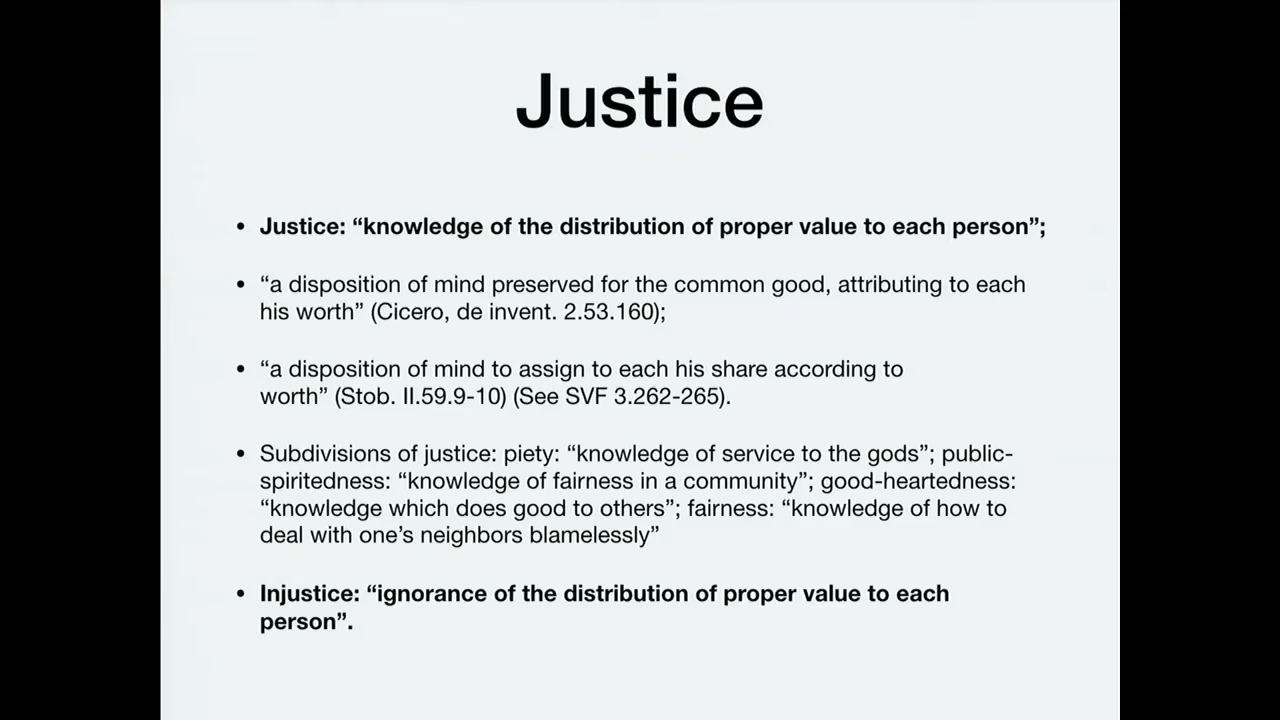 Justice
• Justice: “knowledge of the distribution of proper value to each person”;
• “a disposition of mind preserved for the common good, attributing to each
his worth” (Cicero, de invent. 2.53.160);
• “a disposition of mind to assign to each his share according to
worth” (Stob. II.59.9-10) (See SVF 3.262-265).
• Subdivisions of justice: piety: “knowledge of service to the gods”; public-
spiritedness: “knowledge of fairness in a community”; good-heartedness:
“knowledge which does good to others”; fairness: “knowledge of how to
deal with one’s neighbors blamelessly”
• Injustice: “ignorance of the distribution of proper value to each
person”.